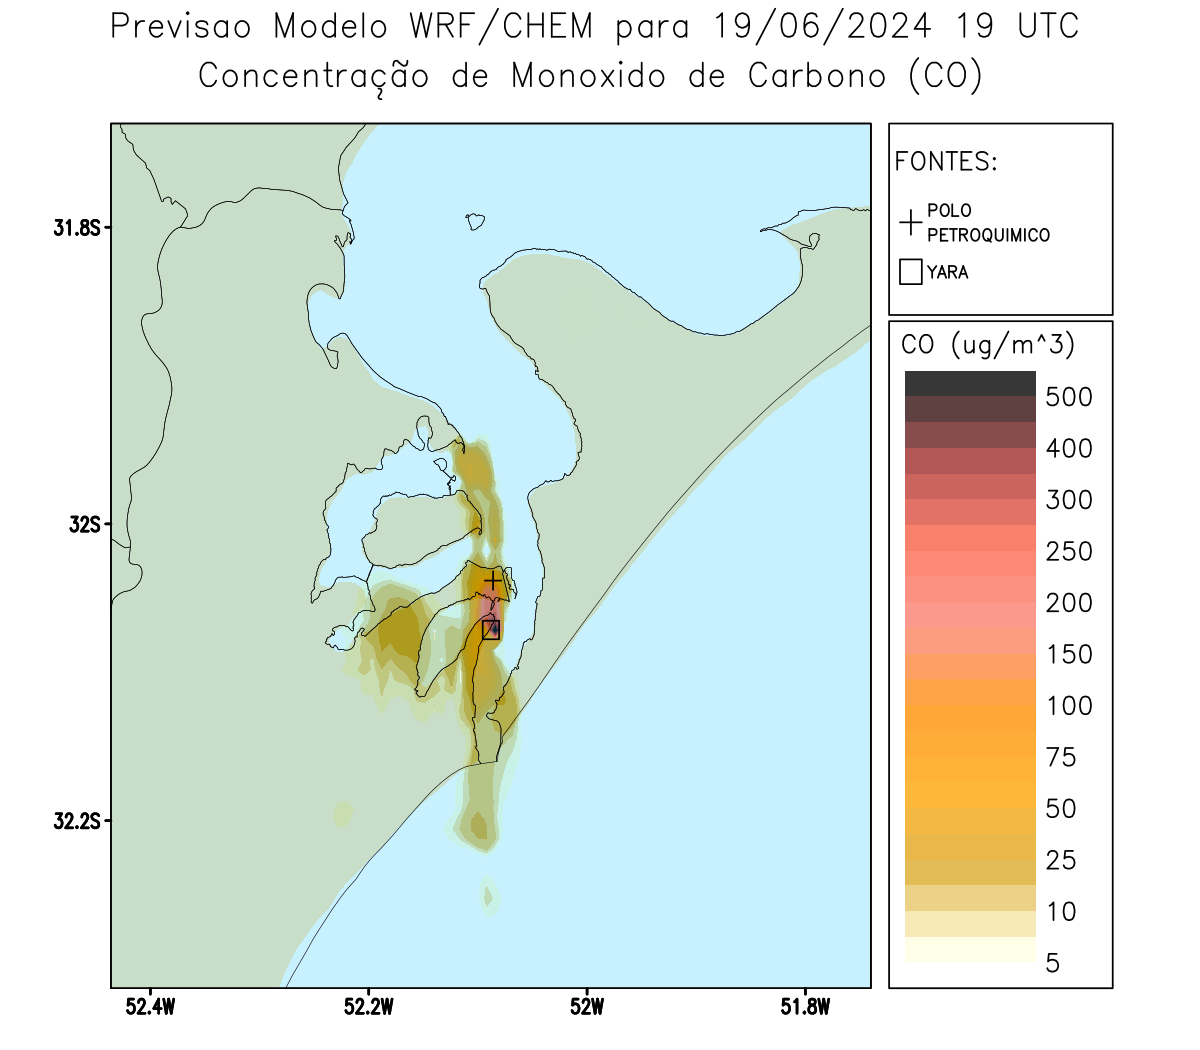 Previsao Modelo WRF/CHEM para 19/06/2024 19 UTC
Concentração de Monoxido de Carbono (CO)
FONTES:
POLO
PETROQUIMICO
YARA
CO (ug/m^3)
500
400
300
250
200
150
100
75
50
25
10
5
31.8S
32S
32.2S
52.4W
52.2W
52W
51.8W